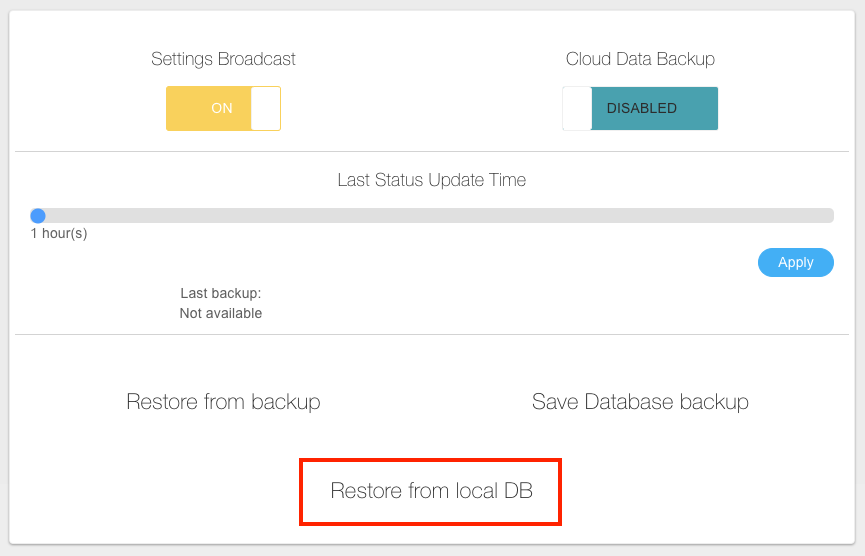 Settings Broadcast
Cloud Data Backup
ON
DISABLED
Last Status Update Time
1 hour(s)
Apply
Last backup:
Not available
Restore from backup
Save Database backup
Restore from local DB